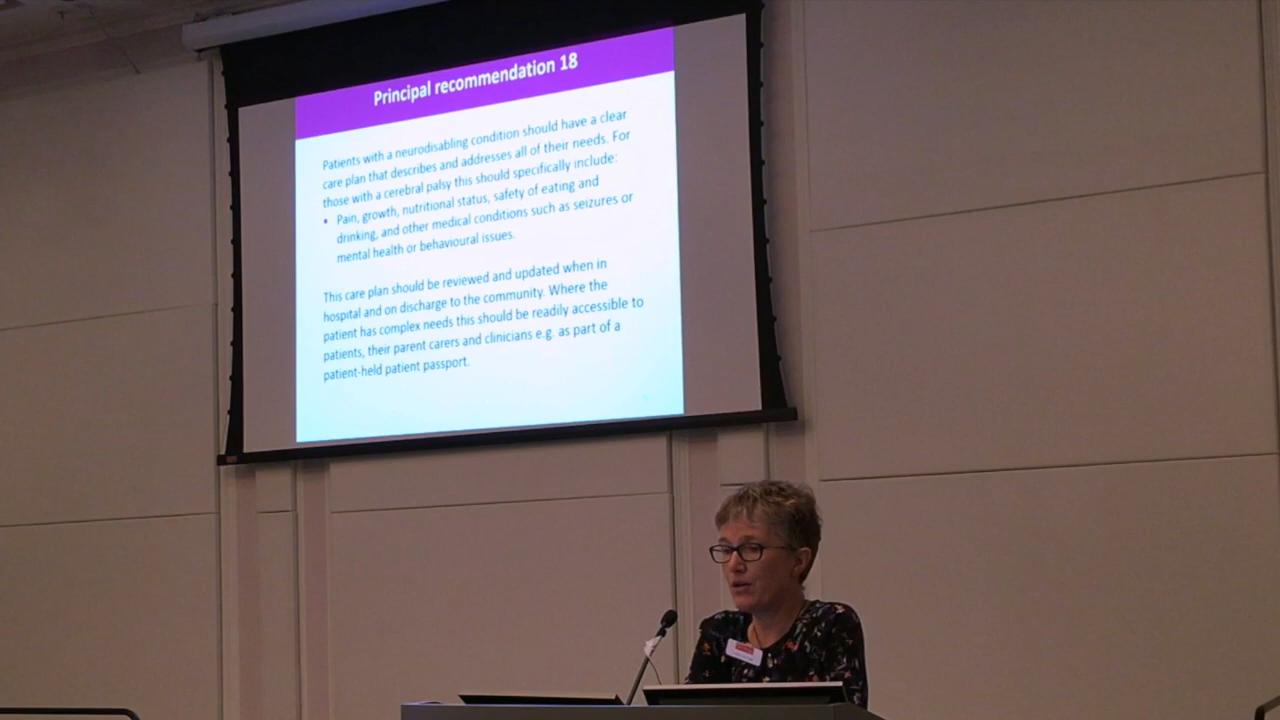 Principal recommendation 18
Patients with a neurodisabling condition should have a clear
care plan that describes and addresses all of their needs. For
those with a cerebral palsy this should specifically include:
• Pain, growth, nutritional status, safety of eating and
drinking, and other medical conditions such as seizures or
mental health or behavioural issues.
This care plan should be reviewed and updated when in
hospital and on discharge to the community. Where the
patient has complex needs this should be readily accessible to
patients, their parent carers and clinicians e.g. as part of a
patient-held patient passport.